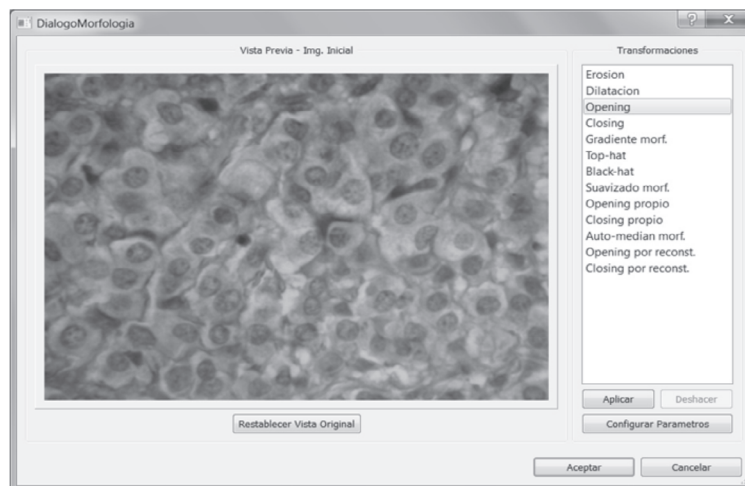 DialogoMorfologia
Vista Previa - Img. Inicial
Transformaciones
Erosion
Dilatacion
Opening
Closing
Gradiente morf.
Top-hat
Black-hat
Suavizado morf.
Opening propio
Closing propio
Auto-median morf.
Opening por reconst.
Closing por reconst.
Aplicar Deshacer
Restablecer Vista Original
Configurar Parametros
Aceptar Cancelar